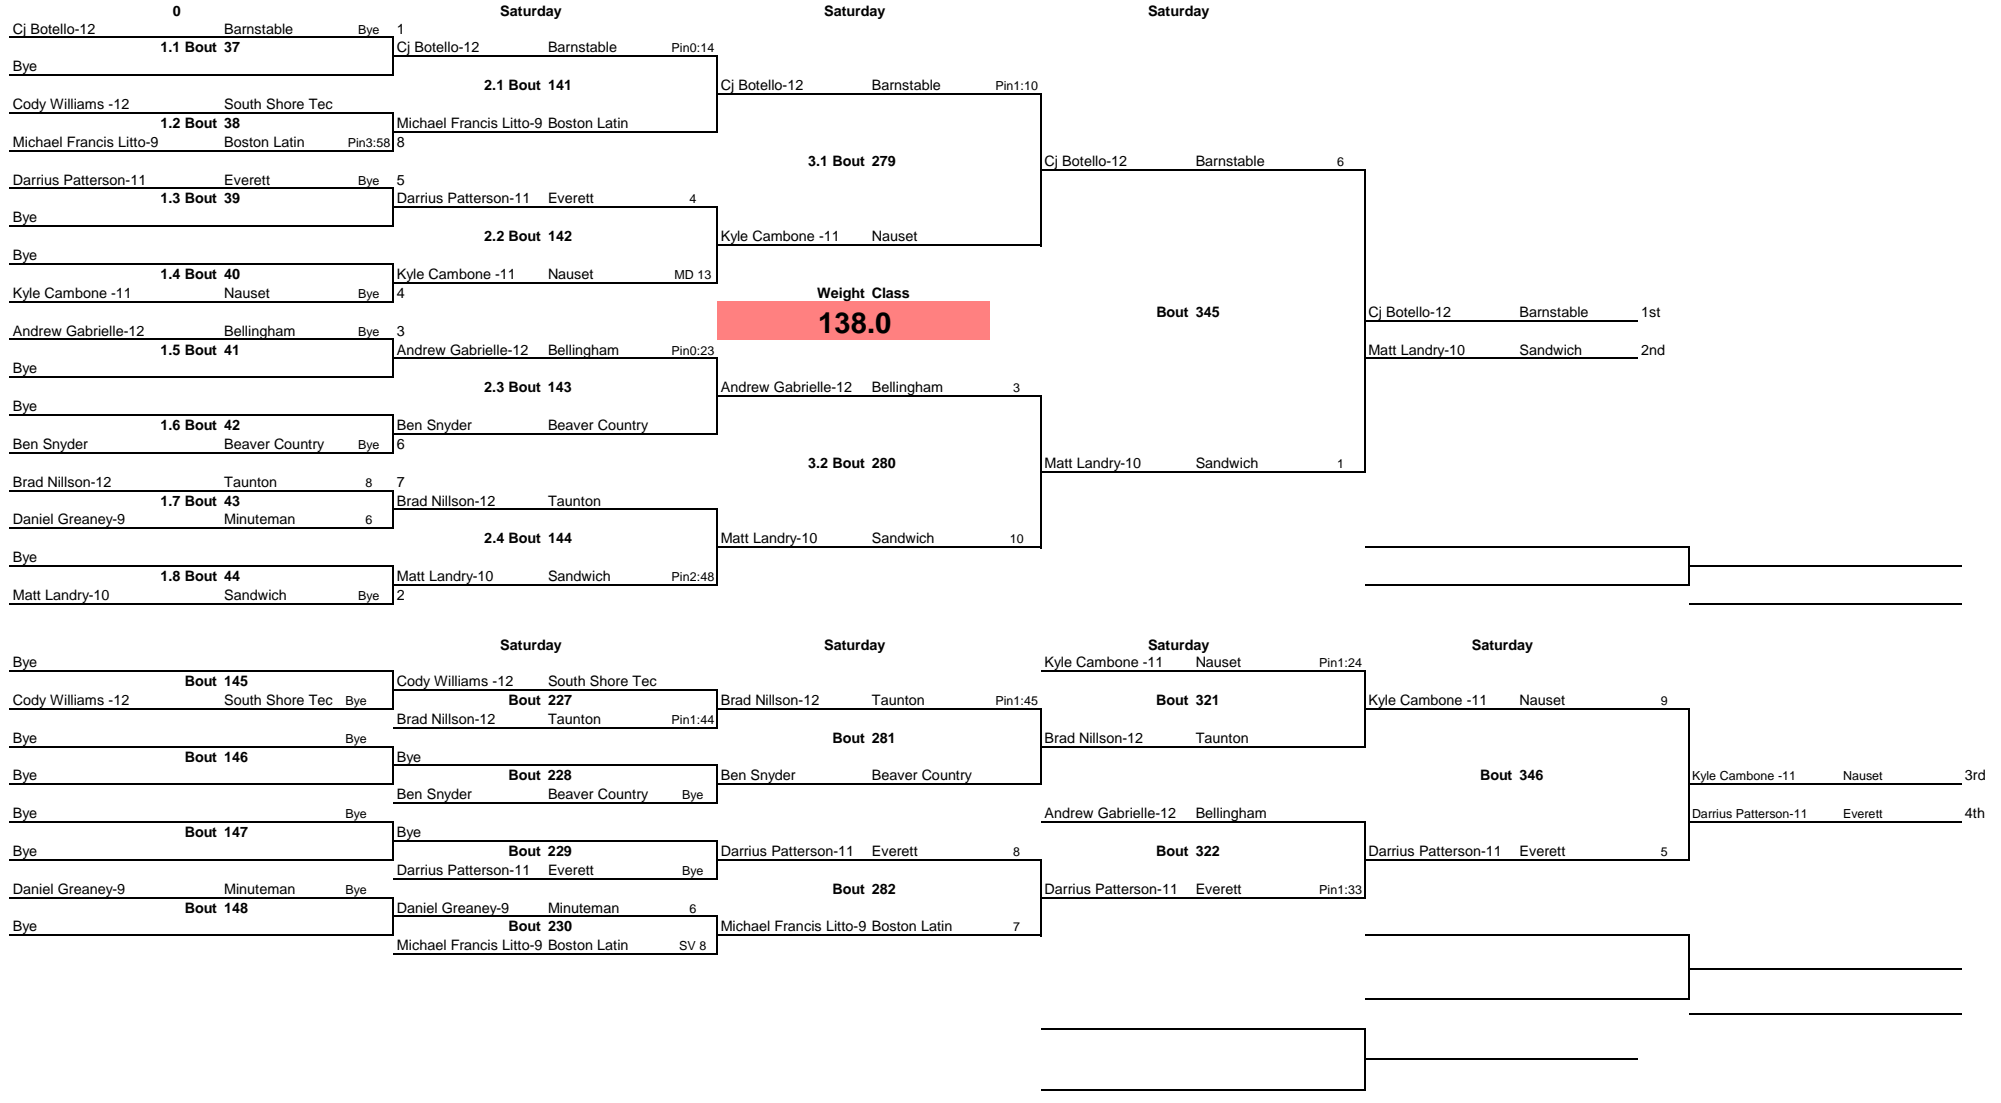 0 Saturday Saturday Saturday
Cj Botello-12 Barnstable Bye 1
1.1 Bout 37 Cj Botello-12 Barnstable Pin0:14
Bye
2.1 Bout 141 Cj Botello-12 Barnstable Pin1:10
Cody Williams -12 South Shore Tec
1.2 Bout 38 Michael Francis Litto-9 Boston Latin
Michael Francis Litto-9 Boston Latin Pin3:58 8
3.1 Bout 279 Cj Botello-12 Barnstable 6
Darrius Patterson-11 Everett Bye 5
1.3 Bout 39 Darrius Patterson-11 Everett 4
Bye
2.2 Bout 142 Kyle Cambone -11 Nauset
Bye
1.4 Bout 40 Kyle Cambone -11 Nauset MD 13
Kyle Cambone -11 Nauset Bye 4 Weight Class
138.0
Bout 345 Cj Botello-12 Barnstable 1st
Andrew Gabrielle-12 Bellingham Bye 3
1.5 Bout 41 Andrew Gabrielle-12 Bellingham Pin0:23 Matt Landry-10 Sandwich 2nd
Bye
2.3 Bout 143 Andrew Gabrielle-12 Bellingham 3
Bye
1.6 Bout 42 Ben Snyder Beaver Country
Ben Snyder Beaver Country Bye 6
3.2 Bout 280 Matt Landry-10 Sandwich 1
Brad Nillson-12 Taunton 8 7
1.7 Bout 43 Brad Nillson-12 Taunton
Daniel Greaney-9 Minuteman 6
2.4 Bout 144 Matt Landry-10 Sandwich 10
Bye
1.8 Bout 44 Matt Landry-10 Sandwich Pin2:48
Matt Landry-10 Sandwich Bye 2
Saturday Saturday Saturday Saturday
Bye Kyle Cambone -11 Nauset Pin1:24
Bout 145 Cody Williams -12 South Shore Tec
Cody Williams -12 South Shore Tec Bye Bout 227 Brad Nillson-12 Taunton Pin1:45 Bout 321 Kyle Cambone -11 Nauset 9
Brad Nillson-12 Taunton Pin1:44
Bye Bye Bout 281 Brad Nillson-12 Taunton
Bout 146 Bye
Bye Bout 228 Ben Snyder Beaver Country Bout 346 Kyle Cambone -11 Nauset 3rd
Ben Snyder Beaver Country Bye
Bye Bye Andrew Gabrielle-12 Bellingham Darrius Patterson-11 Everett 4th
Bout 147 Bye
Bye Bout 229 Darrius Patterson-11 Everett 8 Bout 322 Darrius Patterson-11 Everett 5
Darrius Patterson-11 Everett Bye
Daniel Greaney-9 Minuteman Bye Bout 282 Darrius Patterson-11 Everett Pin1:33
Bout 148 Daniel Greaney-9 Minuteman 6
Bye Bout 230 Michael Francis Litto-9 Boston Latin 7
Michael Francis Litto-9 Boston Latin SV 8